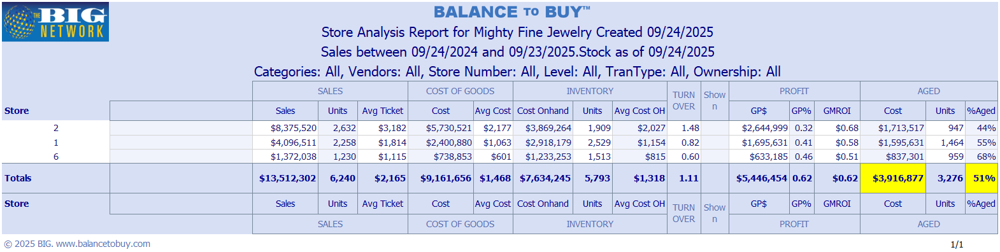 THE BIG
NETWORK
BALANCE TO BUY™
Store Analysis Report for Mighty Fine Jewelry Created 09/24/2025
Sales between 09/24/2024 and 09/23/2025.Stock as of 09/24/2025
Categories: All, Vendors: All, Store Number: All, Level: All, TranType: All, Ownership: All
SALES COST OF GOODS INVENTORY TURN OVER Show n PROFIT AGED
Store Sales Units Avg Ticket Cost Avg Cost Cost Onhand Units Avg Cost OH GP$ GP% GMROI Cost Units %Aged
2 $8,375,520 2,632 $3,182 $5,730,521 $2,177 $3,869,264 1,909 $2,027 1.48 $2,644,999 0.32 $0.68 $1,713,517 947 44%
1 $4,096,511 2,258 $1,814 $2,400,880 $1,063 $2,918,179 2,529 $1,154 0.82 $1,695,631 0.41 $0.58 $1,595,631 1,464 55%
6 $1,372,038 1,230 $1,115 $738,853 $601 $1,233,253 1,513 $815 0.60 $633,185 0.46 $0.51 $837,301 959 68%
Totals $13,512,302 6,240 $2,165 $9,161,656 $1,468 $7,634,245 5,793 $1,318 1.11 $5,446,454 0.62 $0.62 $3,916,877 3,276 51%
Store Sales Units Avg Ticket Cost Avg Cost Cost Onhand Units Avg Cost OH TURN OVER Show n GP$ GP% GMROI Cost Units %Aged
SALES COST OF GOODS INVENTORY PROFIT AGED
© 2025 BIG. www.balancetobuy.com 1/1